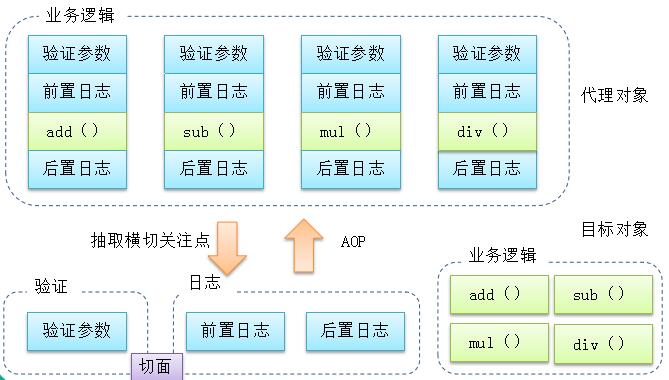 业务逻辑
验证参数 验证参数 验证参数 验证参数
前置日志 前置日志 前置日志 前置日志
add（） sub（） mul（） div（）
后置日志 后置日志 后置日志 后置日志
代理对象
抽取横切关注点
AOP
目标对象
验证
验证参数
日志
前置日志 后置日志
切面
业务逻辑
add（） sub（）
mul（） div（）